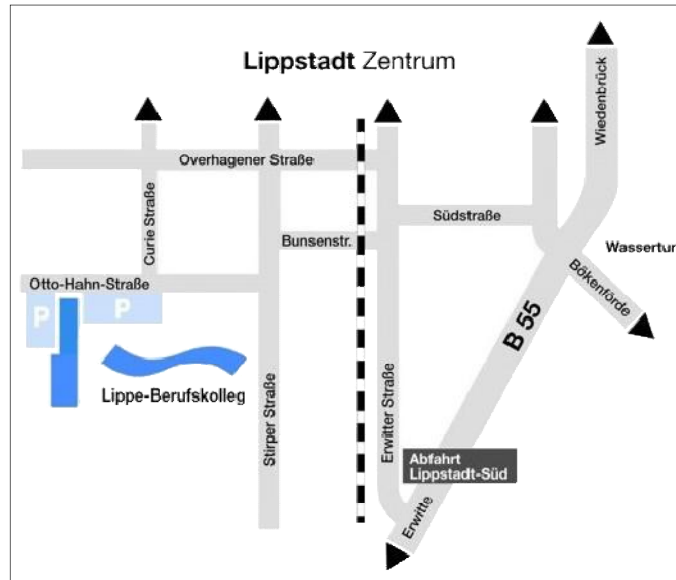 Lippstadt Zentrum
Wiedenbrück
Overhagener Straße
Curie Straße
Südstraße
Bunsenstr.
Wassertur
Otto-Hahn-Straße
Bökenförde
P
P
B 55
Lippe-Berufskolleg
Stirper Straße
Erwitter Straße
Abfahrt
Lippstadt-Süd
Erwitte